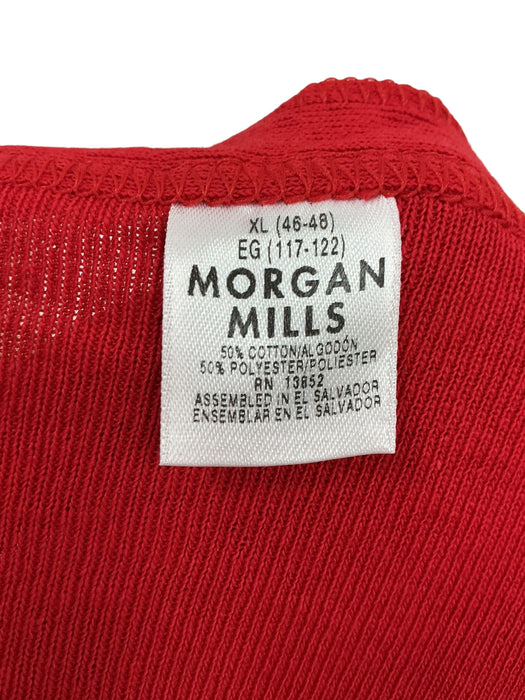 XL (46-48)
EG (117-122)
MORGAN
MILLS
50% COTTON/ALGODÓN
50% POLYESTER/POLIESTER
RN 13652
ASSEMBLED IN EL SALVADOR
ENSEMBLAR EN EL SALVADOR